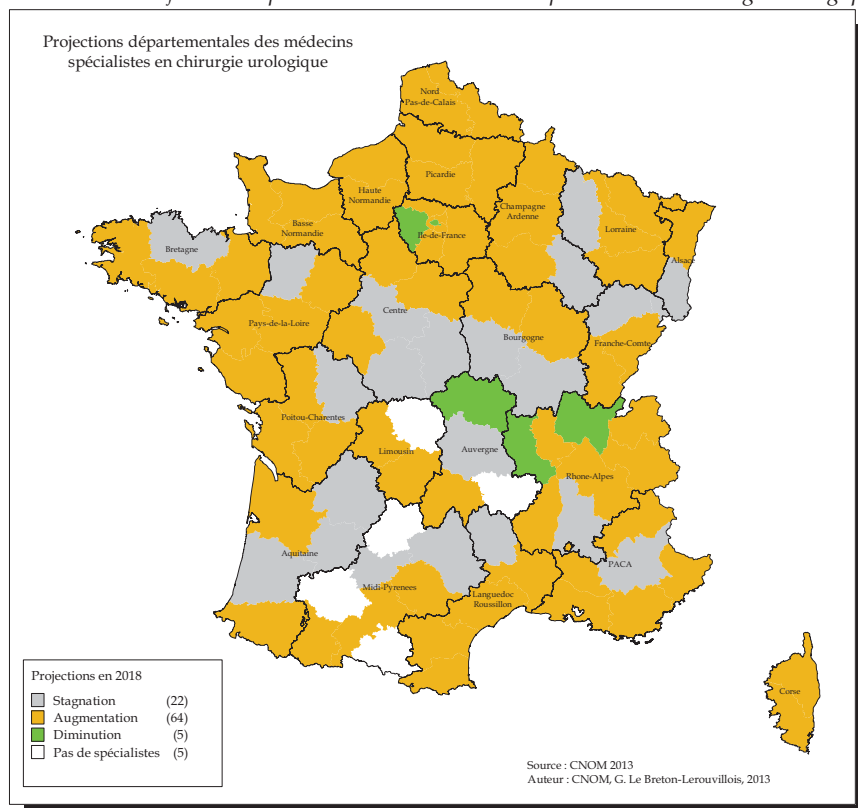 Projections départementales des médecins
spécialistes en chirurgie urologique
Nord
Pas-de-Calais
Picardie
Haute
Normandie
Champagne
Ardenne
Basse
Normandie
Ile-de-France
Lorraine
Bretagne
Alsace
Centre
Pays-de-la-Loire
Bourgogne
Franche-Comte
Poitou-Charentes
Limousin
Auvergne
Rhone-Alpes
Aquitaine
PACA
Midi-Pyrenees
Languedoc
Roussillon
Corse
Projections en 2018
Stagnation (22)
Augmentation (64)
Diminution (5)
Pas de spécialistes (5)
Source : CNOM 2013
Auteur : CNOM, G. Le Breton-Lerouvillois, 2013